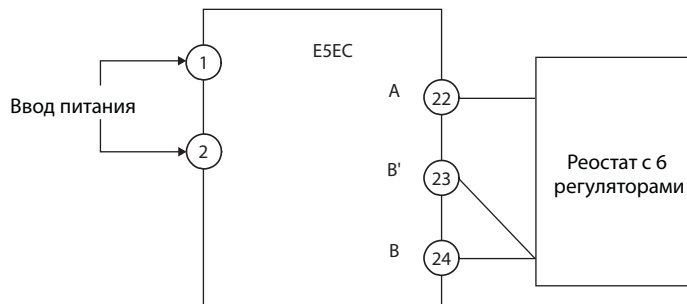 E5EC
1
Ввод питания
2
A
22
B'
23
B
24
Реостат с 6
регуляторами